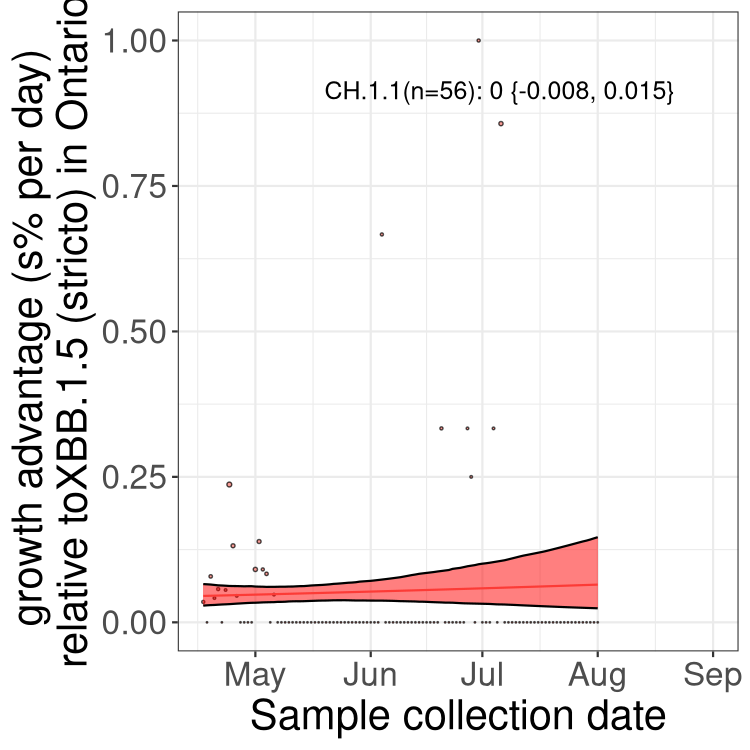 growth advantage (s% per day)
relative toXBB.1.5 (stricto) in Ontario
1.00
0.75
0.50
0.25
0.00
CH.1.1(n=56): 0 {-0.008, 0.015}
May Jun Jul Aug Sep
Sample collection date